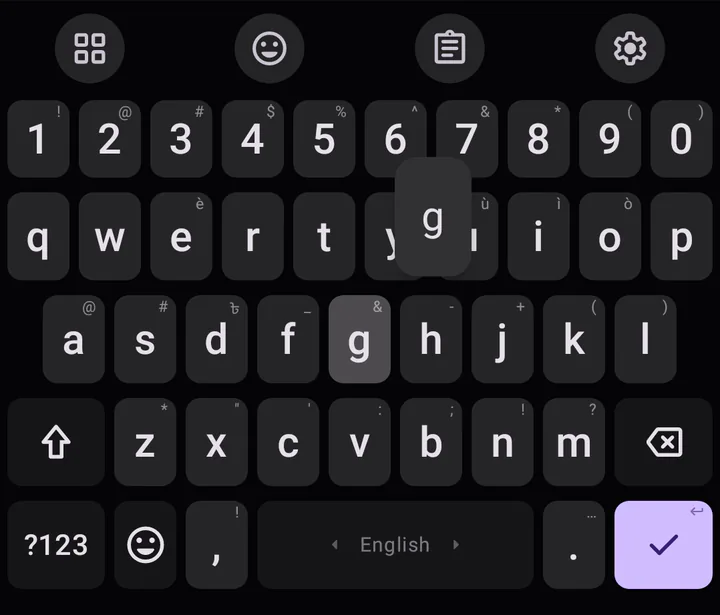 ! @ # $ % ^ & * ( )
1 2 3 4 5 6 7 8 9 0
è ù ì ò
q w e r t y g i o p
@ # ъ _ & - + ( )
a s d f g h j k l
* " ' : ; ! ?
z x c v b n m
! ...
?123 , English .